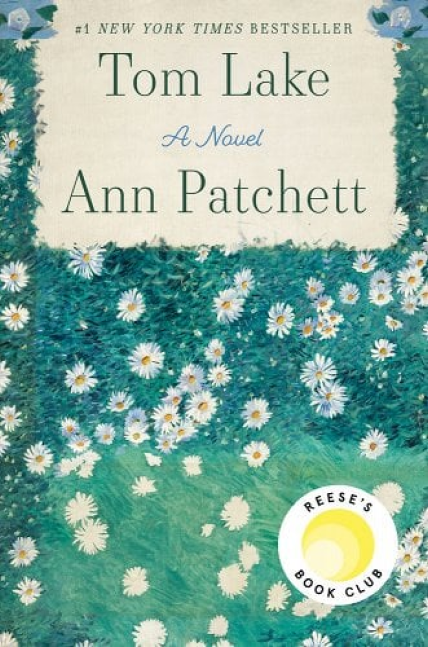 #1 NEW YORK TIMES BESTSELLER
Tom Lake
A Novel
Ann Patchett
REESE'S
BOOK CLUB